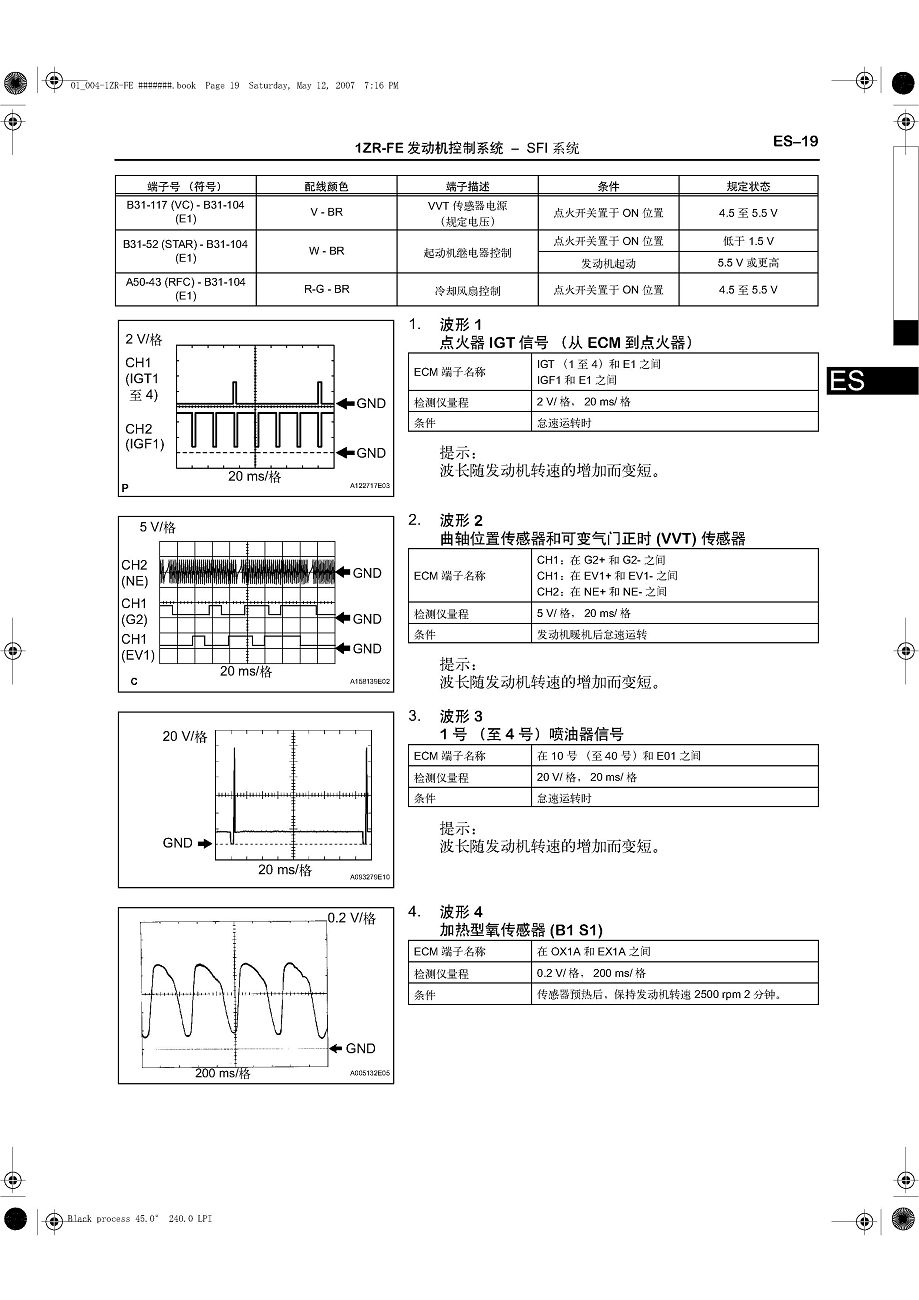 01_004-1ZR-FE #######.book Page 19 Saturday, May 12, 2007 7:16 PM
1ZR-FE 发动机控制系统 – SFI 系统
ES–19
端子号 （符号） 配线颜色 端子描述 条件 规定状态
B31-117 (VC) - B31-104 (E1) V - BR VVT 传感器电源 （规定电压） 点火开关置于 ON 位置 4.5 至 5.5 V
B31-52 (STAR) - B31-104 (E1) W - BR 起动机继电器控制 点火开关置于 ON 位置 低于 1.5 V
发动机起动 5.5 V 或更高
A50-43 (RFC) - B31-104 (E1) R-G - BR 冷却风扇控制 点火开关置于 ON 位置 4.5 至 5.5 V
ES
2 V/格
CH1
(IGT1
至 4)
GND
CH2
(IGF1)
GND
20 ms/格
P
A122717E03
1. 波形 1
点火器 IGT 信号 （从 ECM 到点火器）
ECM 端子名称 IGT （1 至 4）和 E1 之间
IGF1 和 E1 之间
检测仪量程 2 V/ 格， 20 ms/ 格
条件 怠速运转时
提示：
波长随发动机转速的增加而变短。
5 V/格
CH2
(NE)
GND
CH1
(G2)
GND
CH1
(EV1)
GND
20 ms/格
C
A158139E02
2. 波形 2
曲轴位置传感器和可变气门正时 (VVT) 传感器
ECM 端子名称 CH1：在 G2+ 和 G2- 之间
CH1：在 EV1+ 和 EV1- 之间
CH2：在 NE+ 和 NE- 之间
检测仪量程 5 V/ 格， 20 ms/ 格
条件 发动机暖机后怠速运转
提示：
波长随发动机转速的增加而变短。
20 V/格
GND
20 ms/格
A093279E10
3. 波形 3
1 号 （至 4 号）喷油器信号
ECM 端子名称 在 10 号 （至 40 号）和 E01 之间
检测仪量程 20 V/ 格， 20 ms/ 格
条件 怠速运转时
提示：
波长随发动机转速的增加而变短。
0.2 V/格
GND
200 ms/格
A005132E05
4. 波形 4
加热型氧传感器 (B1 S1)
ECM 端子名称 在 OX1A 和 EX1A 之间
检测仪量程 0.2 V/ 格， 200 ms/ 格
条件 传感器预热后，保持发动机转速 2500 rpm 2 分钟。
Black process 45.0° 240.0 LPI